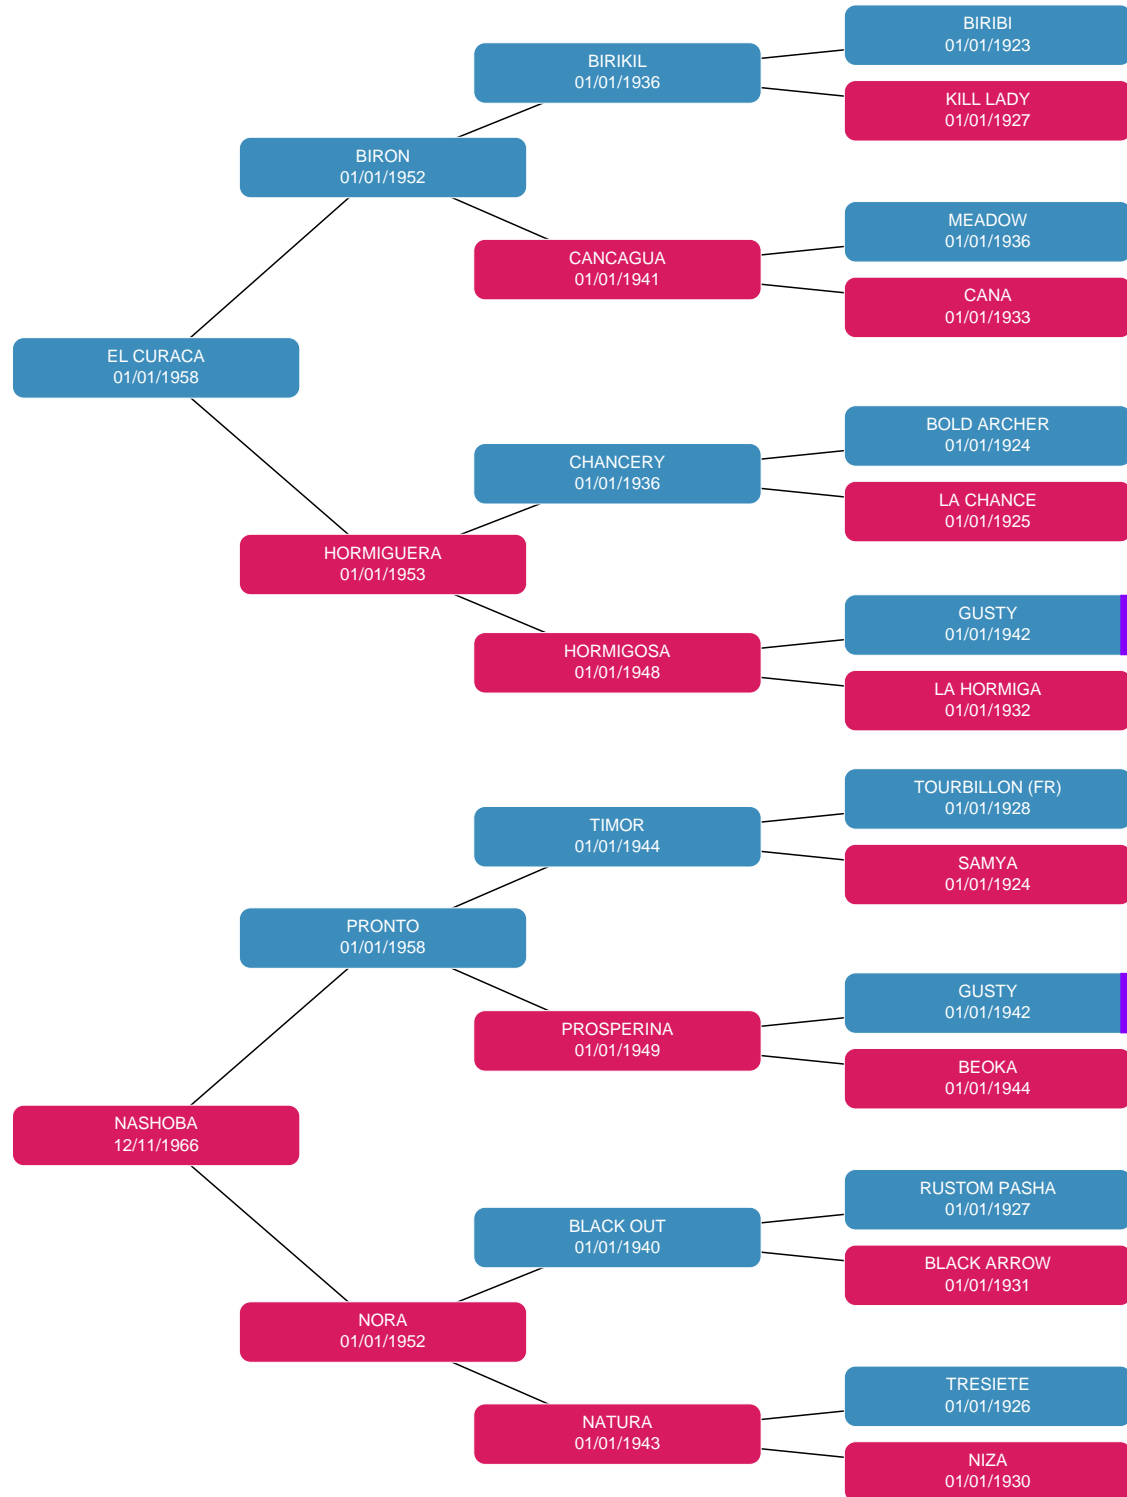 BIRIBI
01/01/1923
BIRIKIL
01/01/1936
KILL LADY
01/01/1927
BIRON
01/01/1952
MEADOW
01/01/1936
CANCAGUA
01/01/1941
CANA
01/01/1933
EL CURACA
01/01/1958
BOLD ARCHER
01/01/1924
CHANCERY
01/01/1936
LA CHANCE
01/01/1925
HORMIGUERA
01/01/1953
GUSTY
01/01/1942
HORMIGOSA
01/01/1948
LA HORMIGA
01/01/1932
TOURBILLON (FR)
01/01/1928
TIMOR
01/01/1944
SAMYA
01/01/1924
PRONTO
01/01/1958
GUSTY
01/01/1942
PROSPERINA
01/01/1949
BEOKA
01/01/1944
NASHOBA
12/11/1966
RUSTOM PASHA
01/01/1927
BLACK OUT
01/01/1940
BLACK ARROW
01/01/1931
NORA
01/01/1952
TRESIETE
01/01/1926
NATURA
01/01/1943
NIZA
01/01/1930